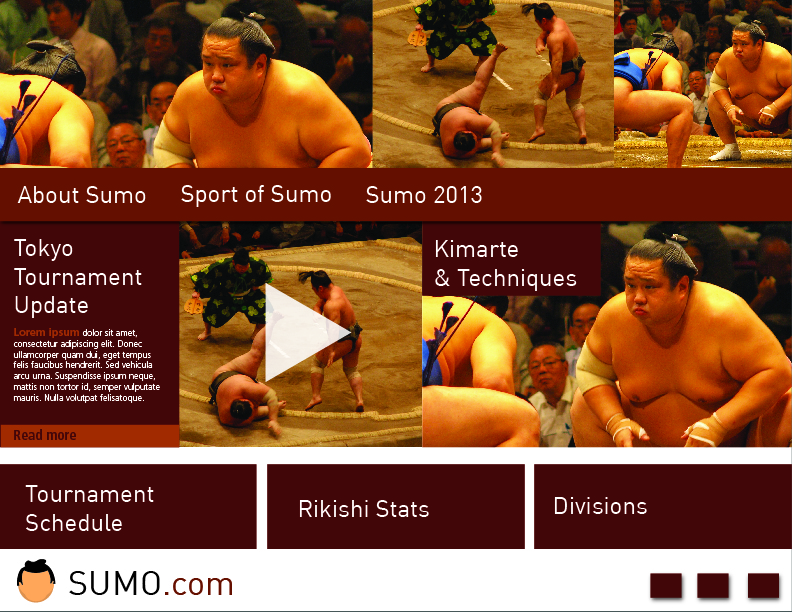 About Sumo
Sport of Sumo
Sumo 2013
Tokyo
Tournament
Update
Lorem ipsum dolor sit amet,
consectetur adipiscing elit. Donec
ullamcorper quam dui, eget tempus
felis faucibus hendrerit. Sed vehicula
arcu urna. Suspendisse ipsum neque,
mattis non tortor id, semper vulputate
mauris. Nulla volutpat felisatoque.
Read more
Kimarte
& Techniques
Tournament
Schedule
Rikishi Stats
Divisions
SUMO.com